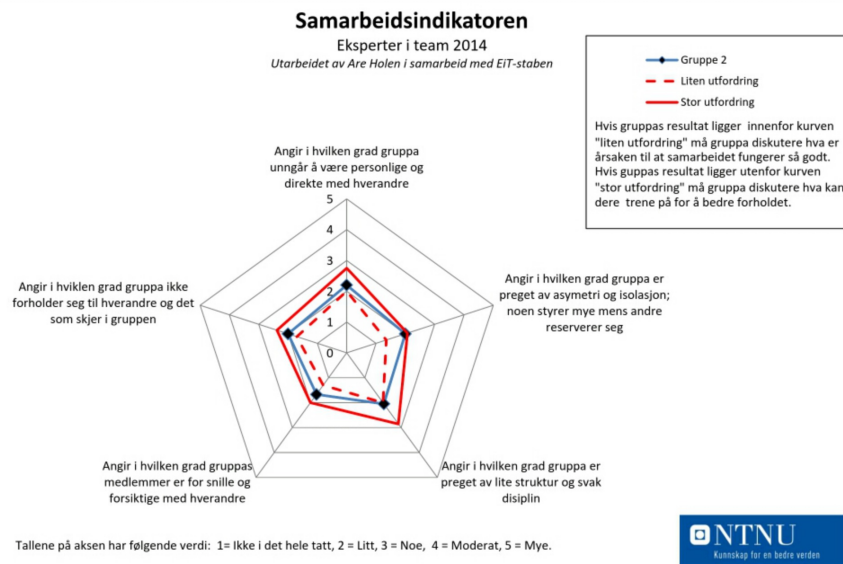 Samarbeidsindikatoren
Eksperter i team 2014
Utarbeidet av Are Holen i samarbeid med EiT-staben
Gruppe 2
Liten utfordring
Stor utfordring
Hvis gruppas resultat ligger innenfor kurven
"liten utfordring" må gruppa diskutere hva er
årsaken til at samarbeidet fungerer så godt.
Hvis guppas resultat ligger utenfor kurven
"stor utfordring" må gruppa diskutere hva kan
dere trene på for å bedre forholdet.
Angir i hvilken grad gruppa
unngår å være personlige og
direkte med hverandre
5
4
3
2
1
0
Angir i hvilken grad gruppa er
preget av asymetri og isolasjon;
noen styrer mye mens andre
reserverer seg
Angir i hviklen grad gruppa ikke
forholder seg til hverandre og det
som skjer i gruppen
Angir i hvilken grad gruppas
medlemmer er for snille og
forsiktige med hverandre
Angir i hvilken grad gruppa er
preget av lite struktur og svak
disiplin
Tallene på aksen har følgende verdi: 1= Ikke i det hele tatt, 2 = Litt, 3 = Noe, 4 = Moderat, 5 = Mye.
NTNU
Kunnskap for en bedre verden